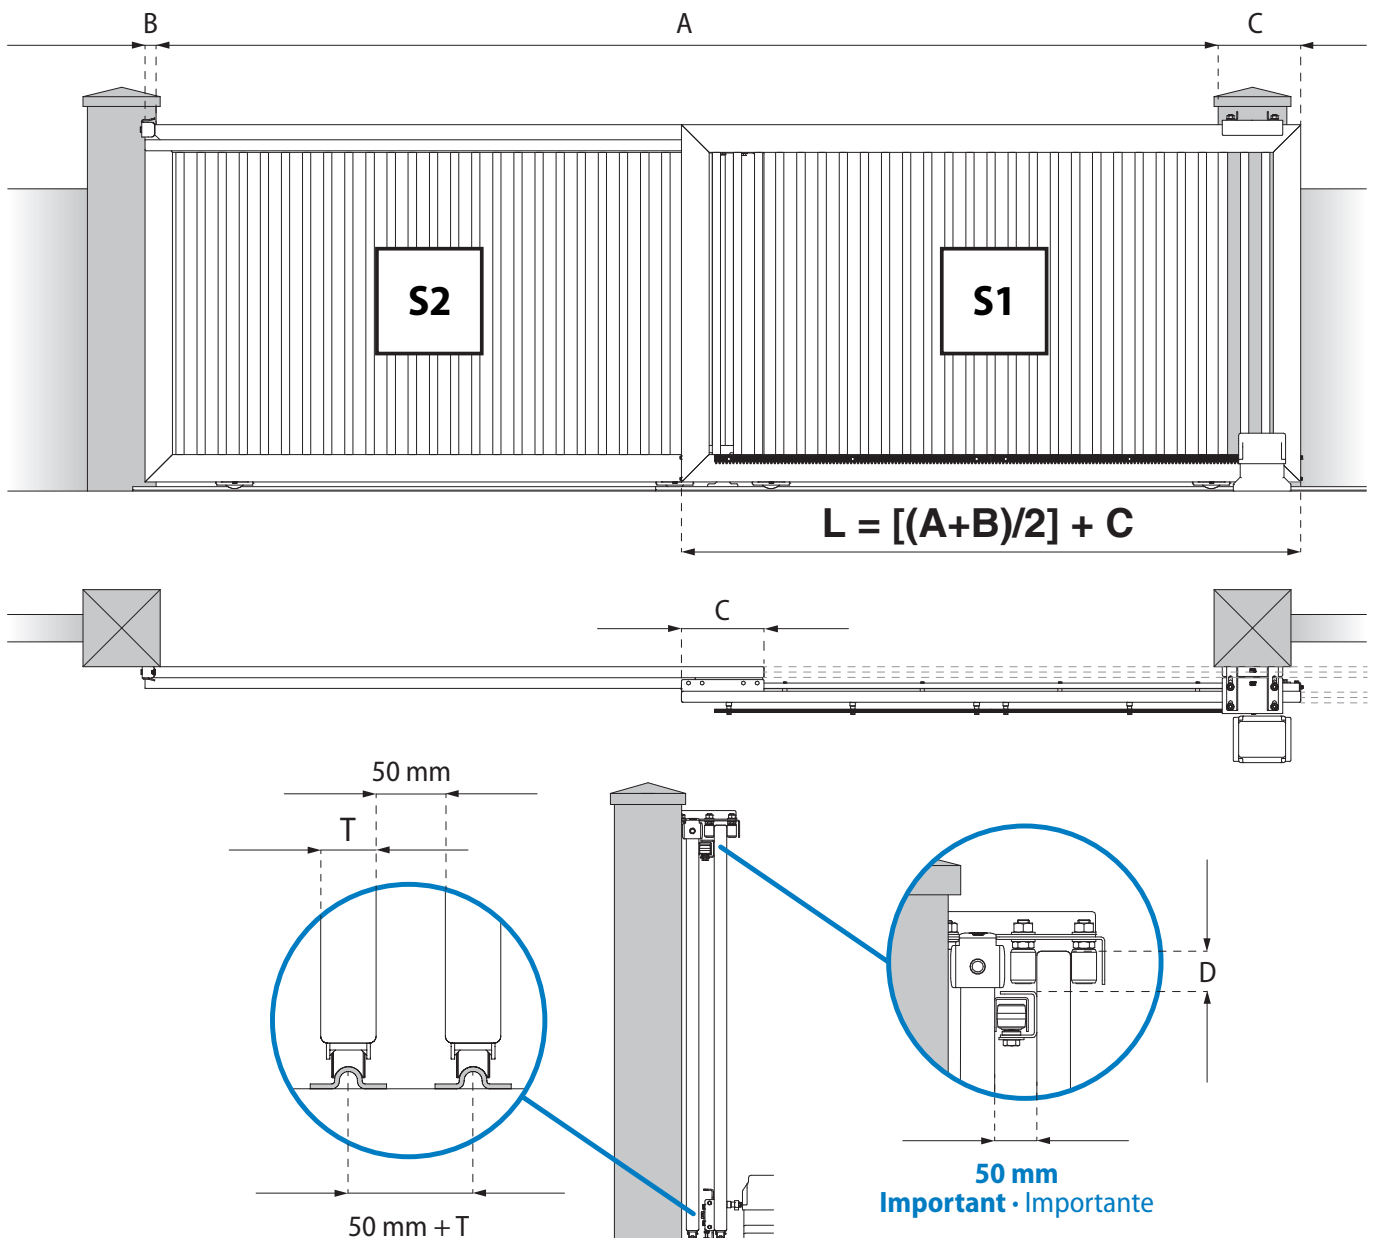 B A C
S2 S1
L = [(A+B)/2] + C
C
50 mm
T
D
50 mm
Important · Importante
50 mm + T